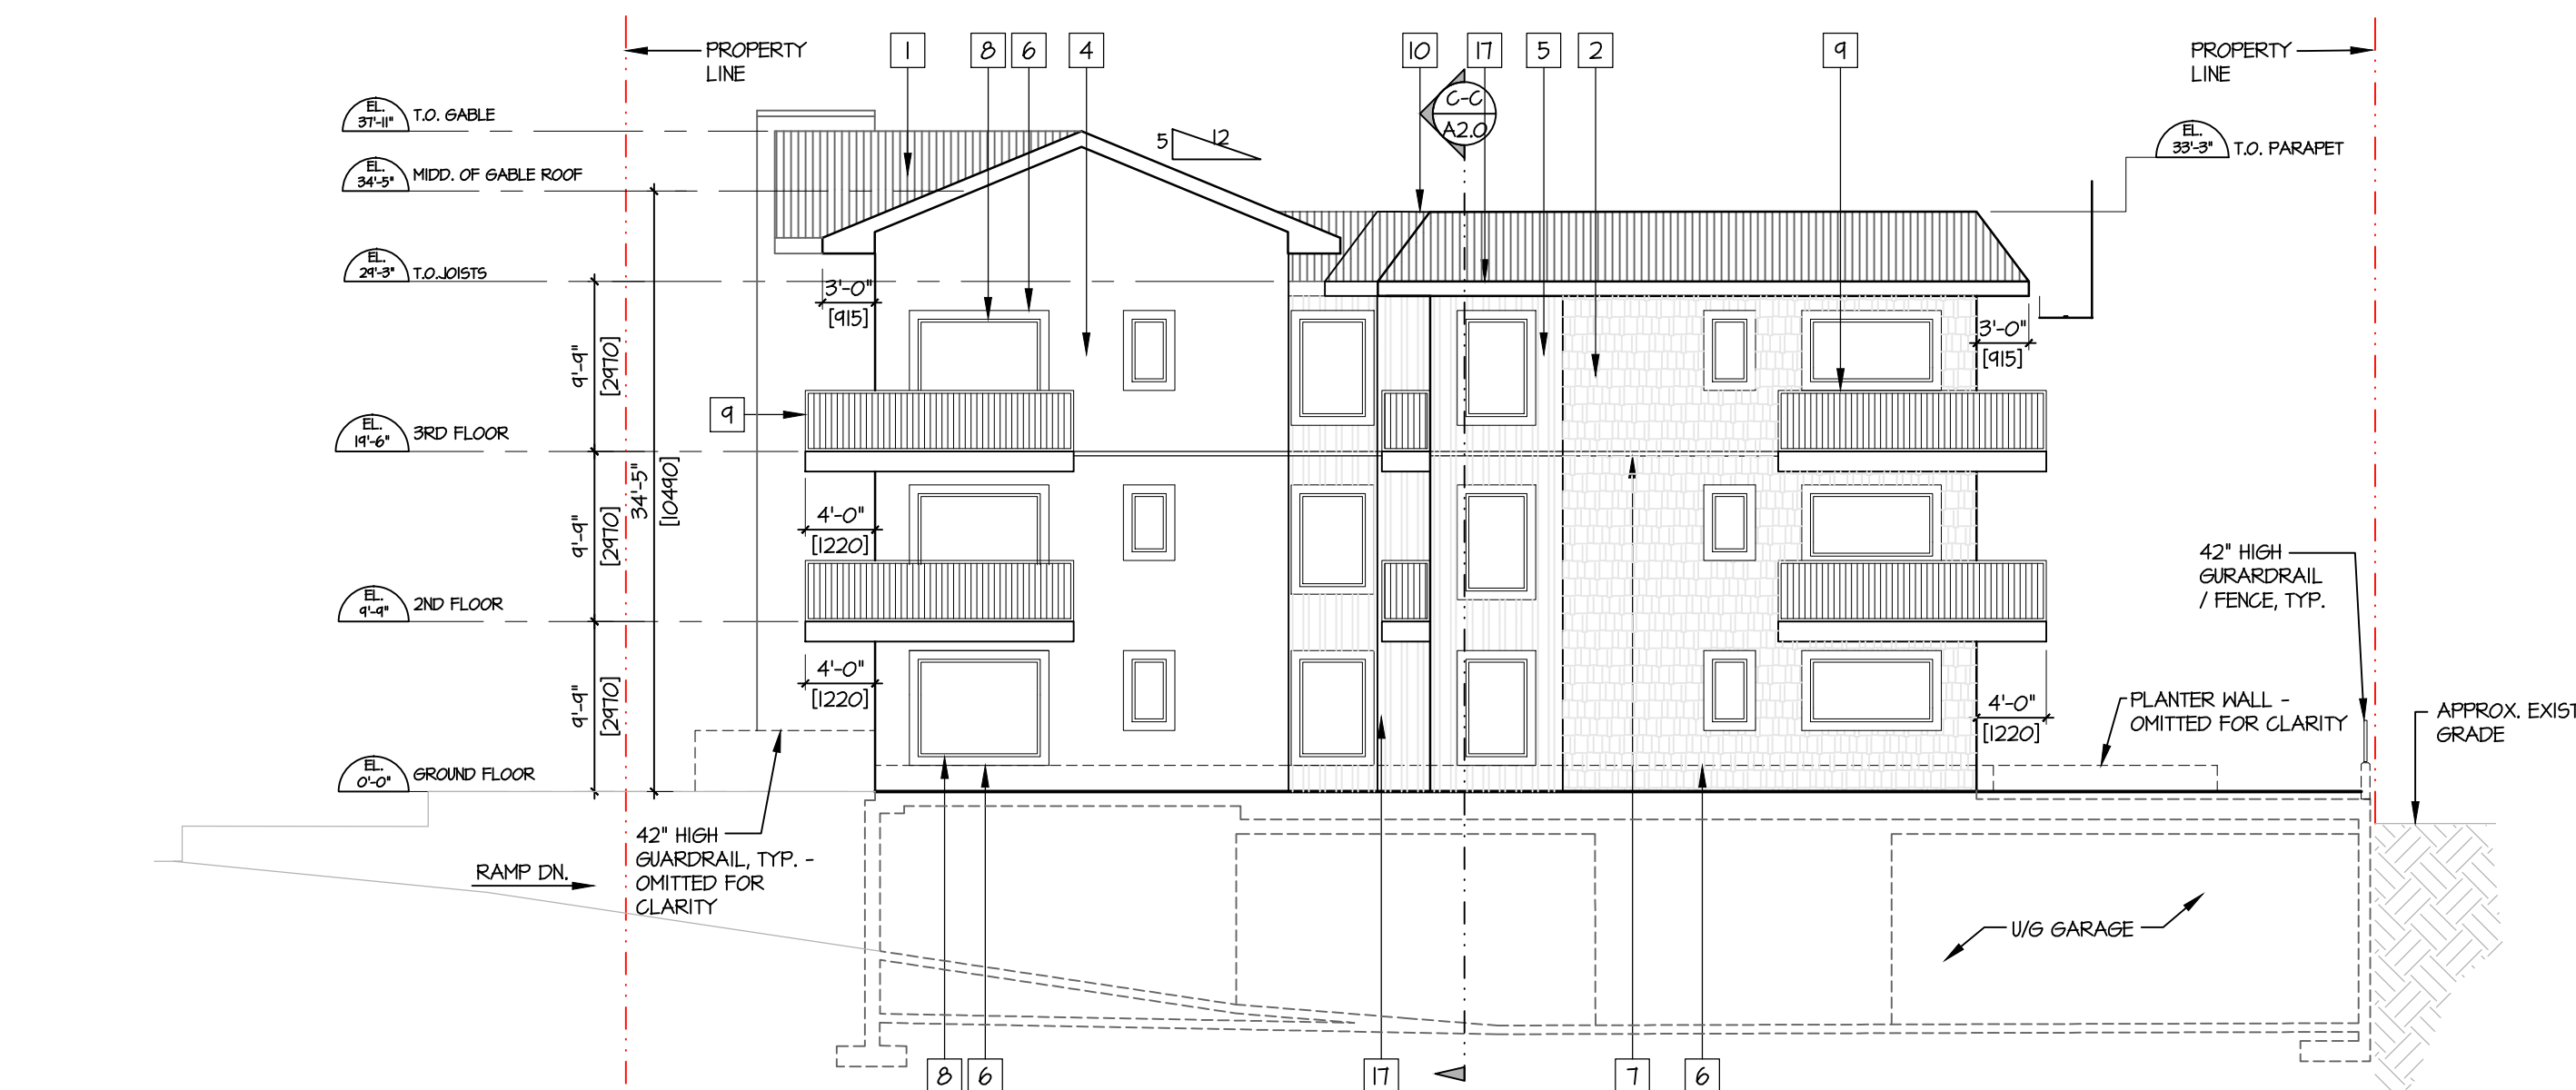 PROPERTY
LINE
1
8
6
4
10
17
5
2
9
PROPERTY
LINE
C-C
A2.0
EL.
37'-11"
T.O. GABLE
EL.
34'-5"
MIDD. OF GABLE ROOF
5
12
EL.
33'-3"
T.O. PARAPET
EL.
29'-3"
T.O.JOISTS
3'-0"
[915]
3'-0"
[915]
9'-9"
[2970]
9
EL.
19'-6"
3RD FLOOR
34'-5"
[10490]
4'-0"
[1220]
9'-9"
[2970]
42" HIGH
GURARDRAIL
/ FENCE, TYP.
EL.
9'-9"
2ND FLOOR
4'-0"
[1220]
9'-9"
[2970]
4'-0"
[1220]
PLANTER WALL -
OMITTED FOR CLARITY
APPROX. EXIST
GRADE
EL.
0'-0"
GROUND FLOOR
42" HIGH
GUARDRAIL, TYP. -
OMITTED FOR
CLARITY
RAMP DN.
U/G GARAGE
8
6
17
7
6